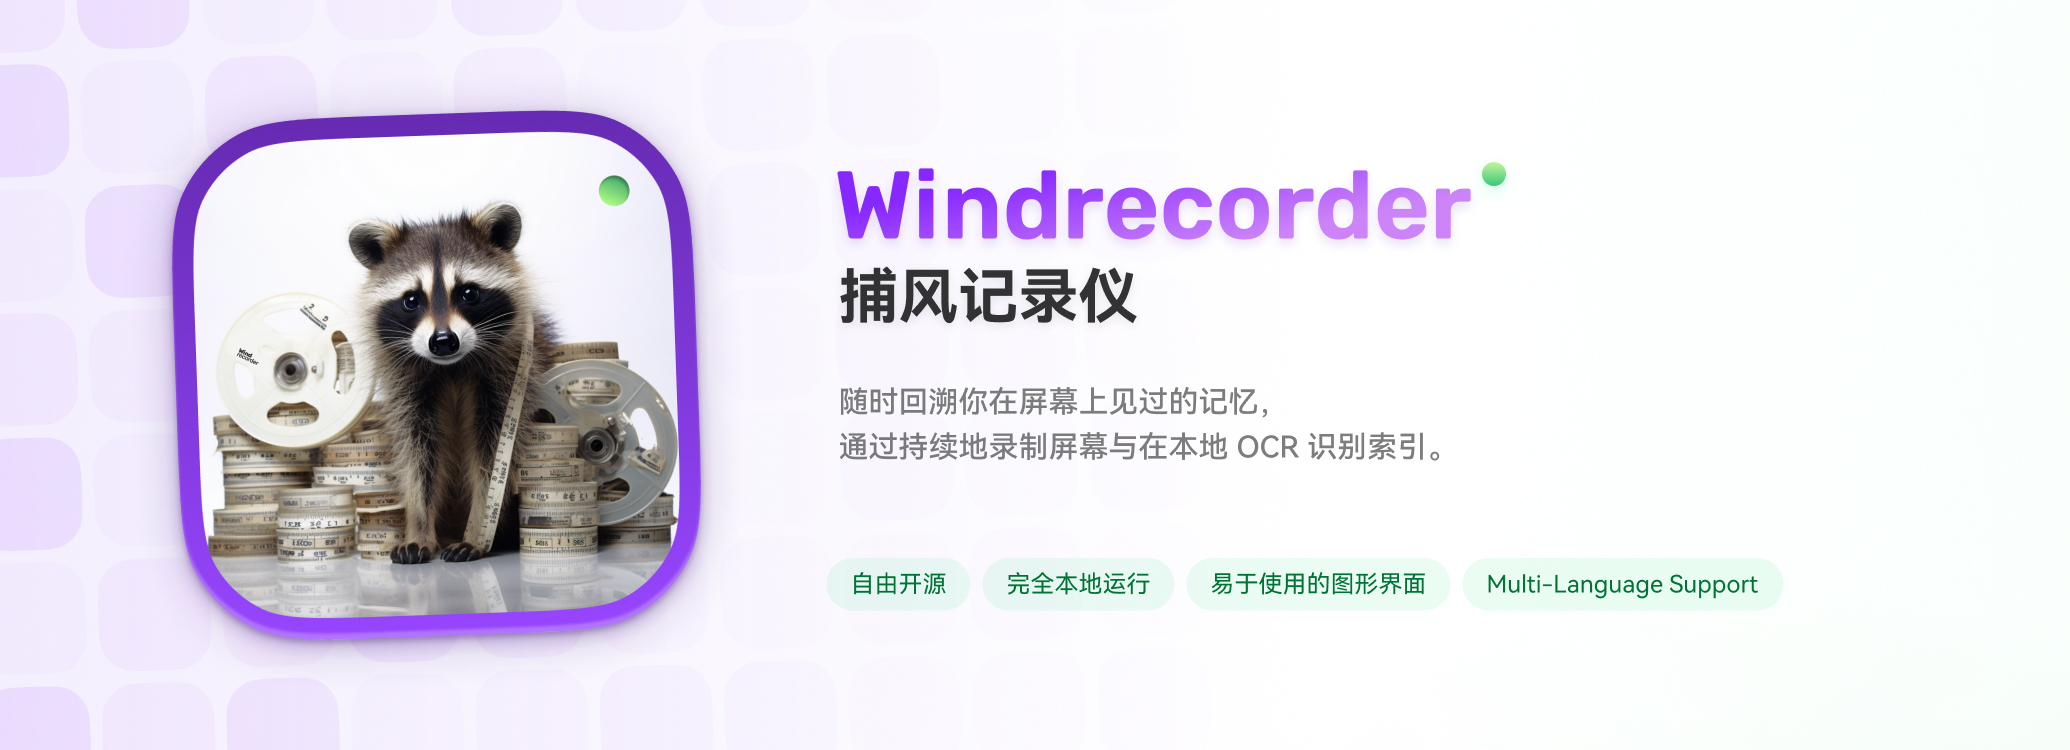 Windrecorder
捕风记录仪
随时回溯你在屏幕上见过的记忆，
通过持续地录制屏幕与在本地 OCR 识别索引。
自由开源
完全本地运行
易于使用的图形界面
Multi-Language Support
Wind
recorder